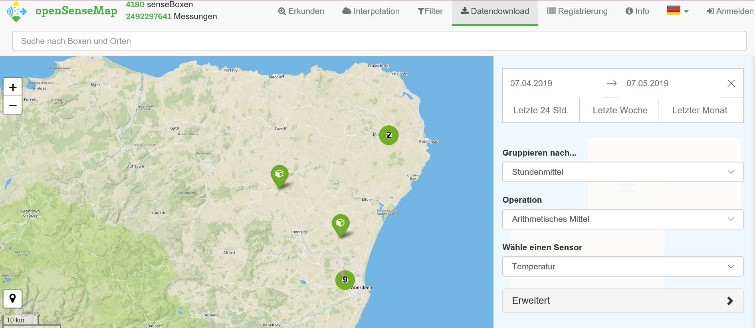 openSenseMap
4180 senseBoxen
2492297641 Messungen
Erkunden
Interpolation
Filter
Datendownload
Registrierung
Info
Anmelden
Suche nach Boxen und Orten
+
−
2
9
Aberdeen
10 km
07.04.2019 → 07.05.2019
Letzte 24 Std.
Letzte Woche
Letzter Monat
Gruppieren nach...
Stundenmittel
Operation
Arithmetisches Mittel
Wähle einen Sensor
Temperatur
Erweitert